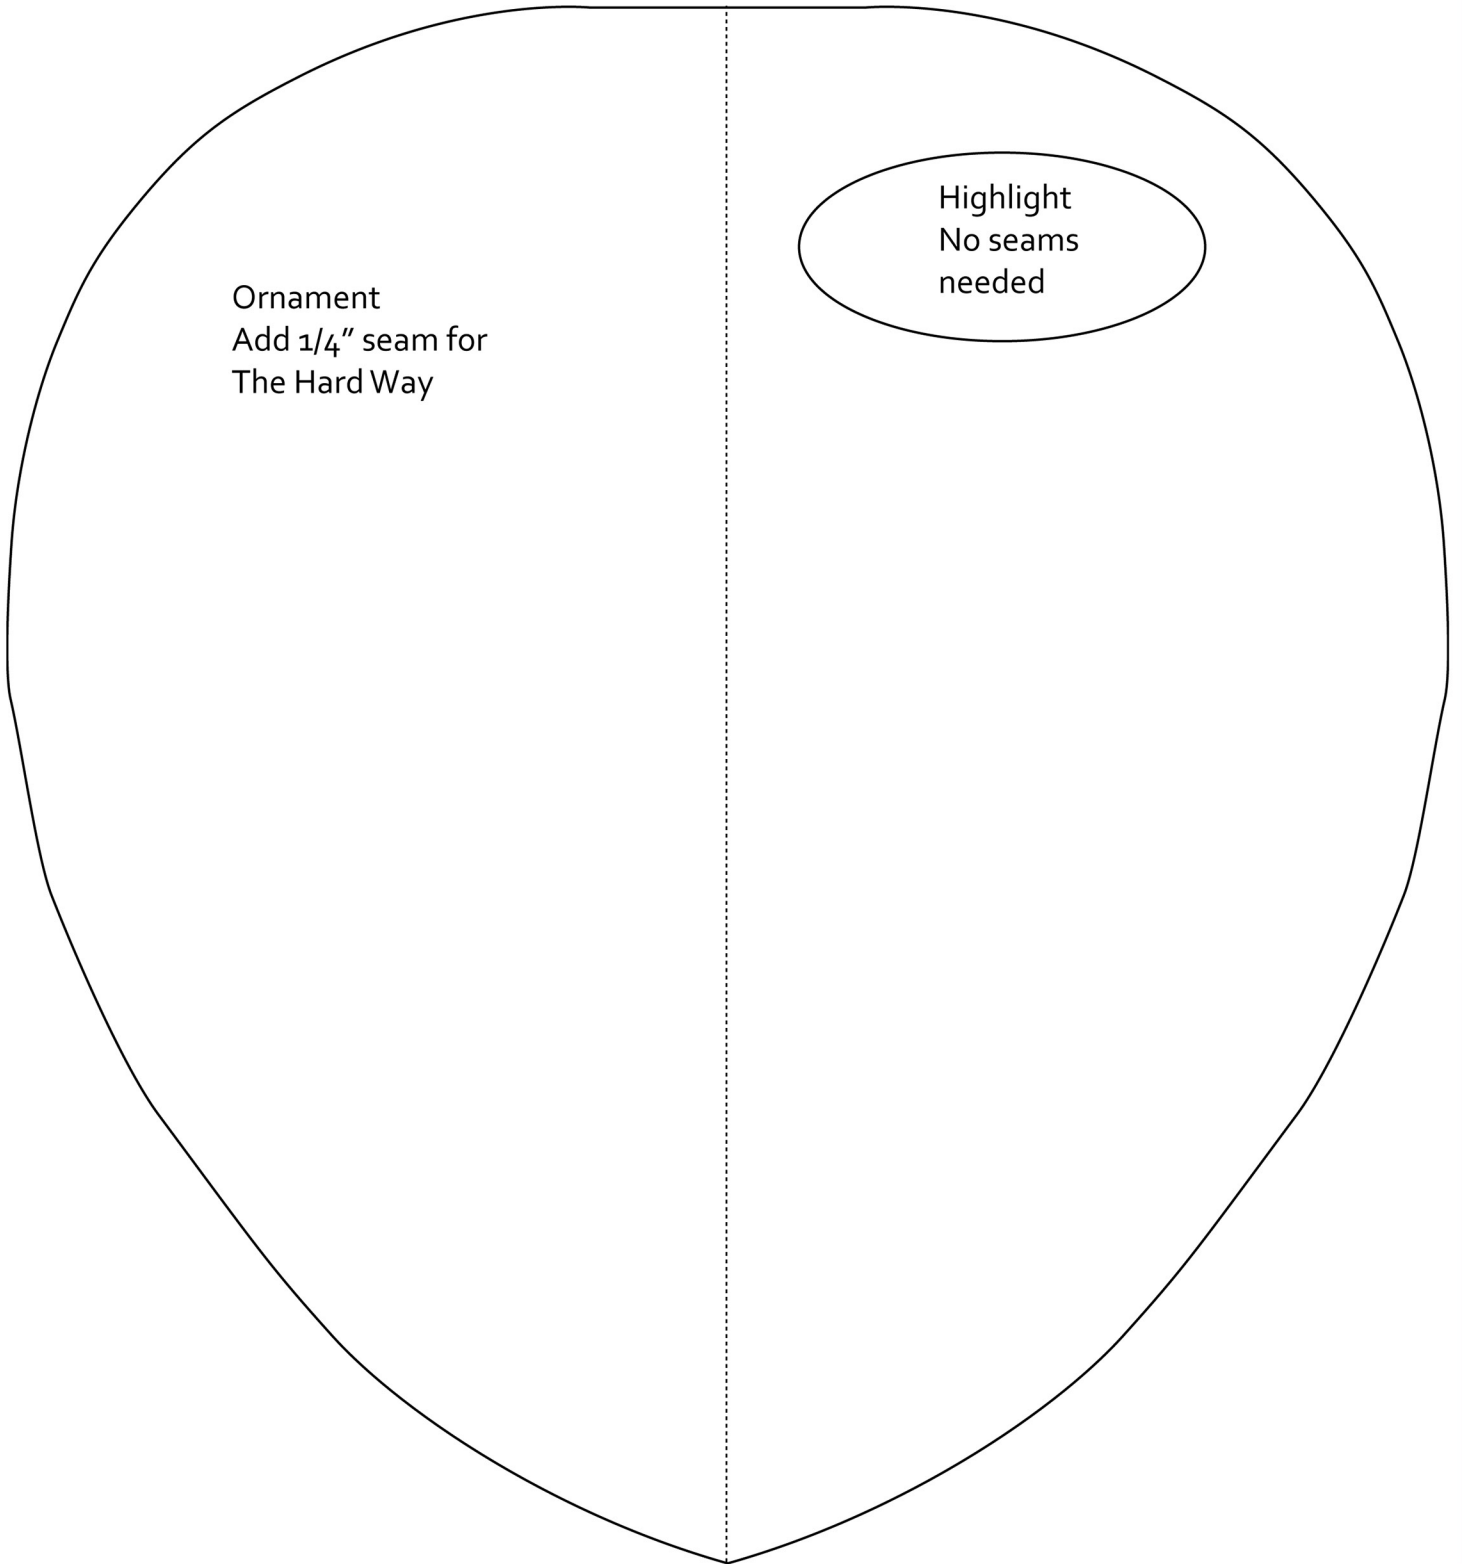 Highlight
No seams
needed
Ornament
Add 1/4" seam for
The Hard Way